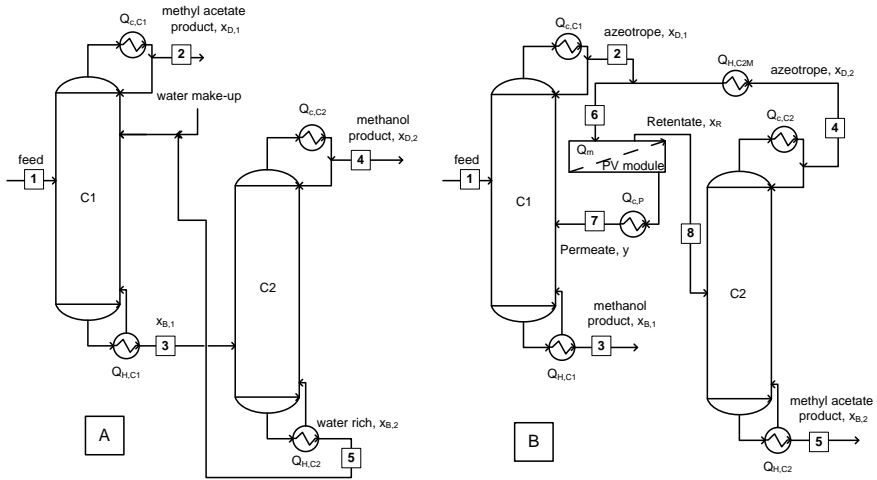 Q_c,C1
methyl acetate
product, x_D,1
2
water make-up
Q_c,C2
methanol
product, x_D,2
4
feed
1
C1
C2
x_B,1
3
Q_H,C1
water rich, x_B,2
5
Q_H,C2
A
Q_c,C1
azeotrope, x_D,1
2
Q_H,C2M
azeotrope, x_D,2
6
Retentate, x_R
Q_c,C2
4
Q_m
PV module
feed
1
C1
Q_c,P
7
8
Permeate, y
C2
methanol
product, x_B,1
3
Q_H,C1
methyl acetate
product, x_B,2
5
Q_H,C2
B